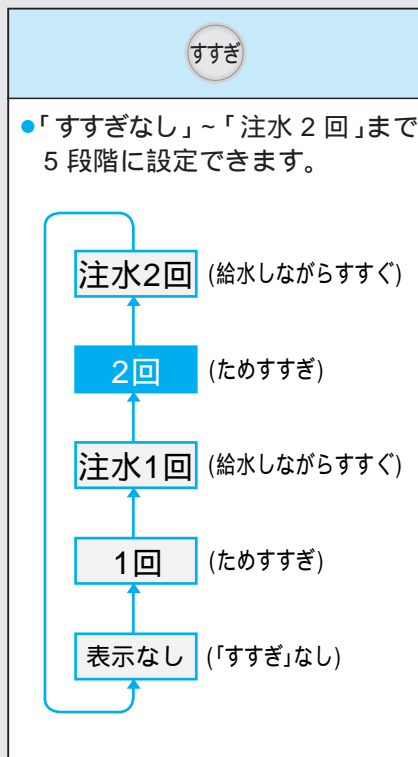 すすぎ
●「すすぎなし」~「注水2回」まで
5段階に設定できます。
注水2回 (給水しながらすすぐ)
2回 (ためすすぎ)
注水1回 (給水しながらすすぐ)
1回 (ためすすぎ)
表示なし (「すすぎ」なし)